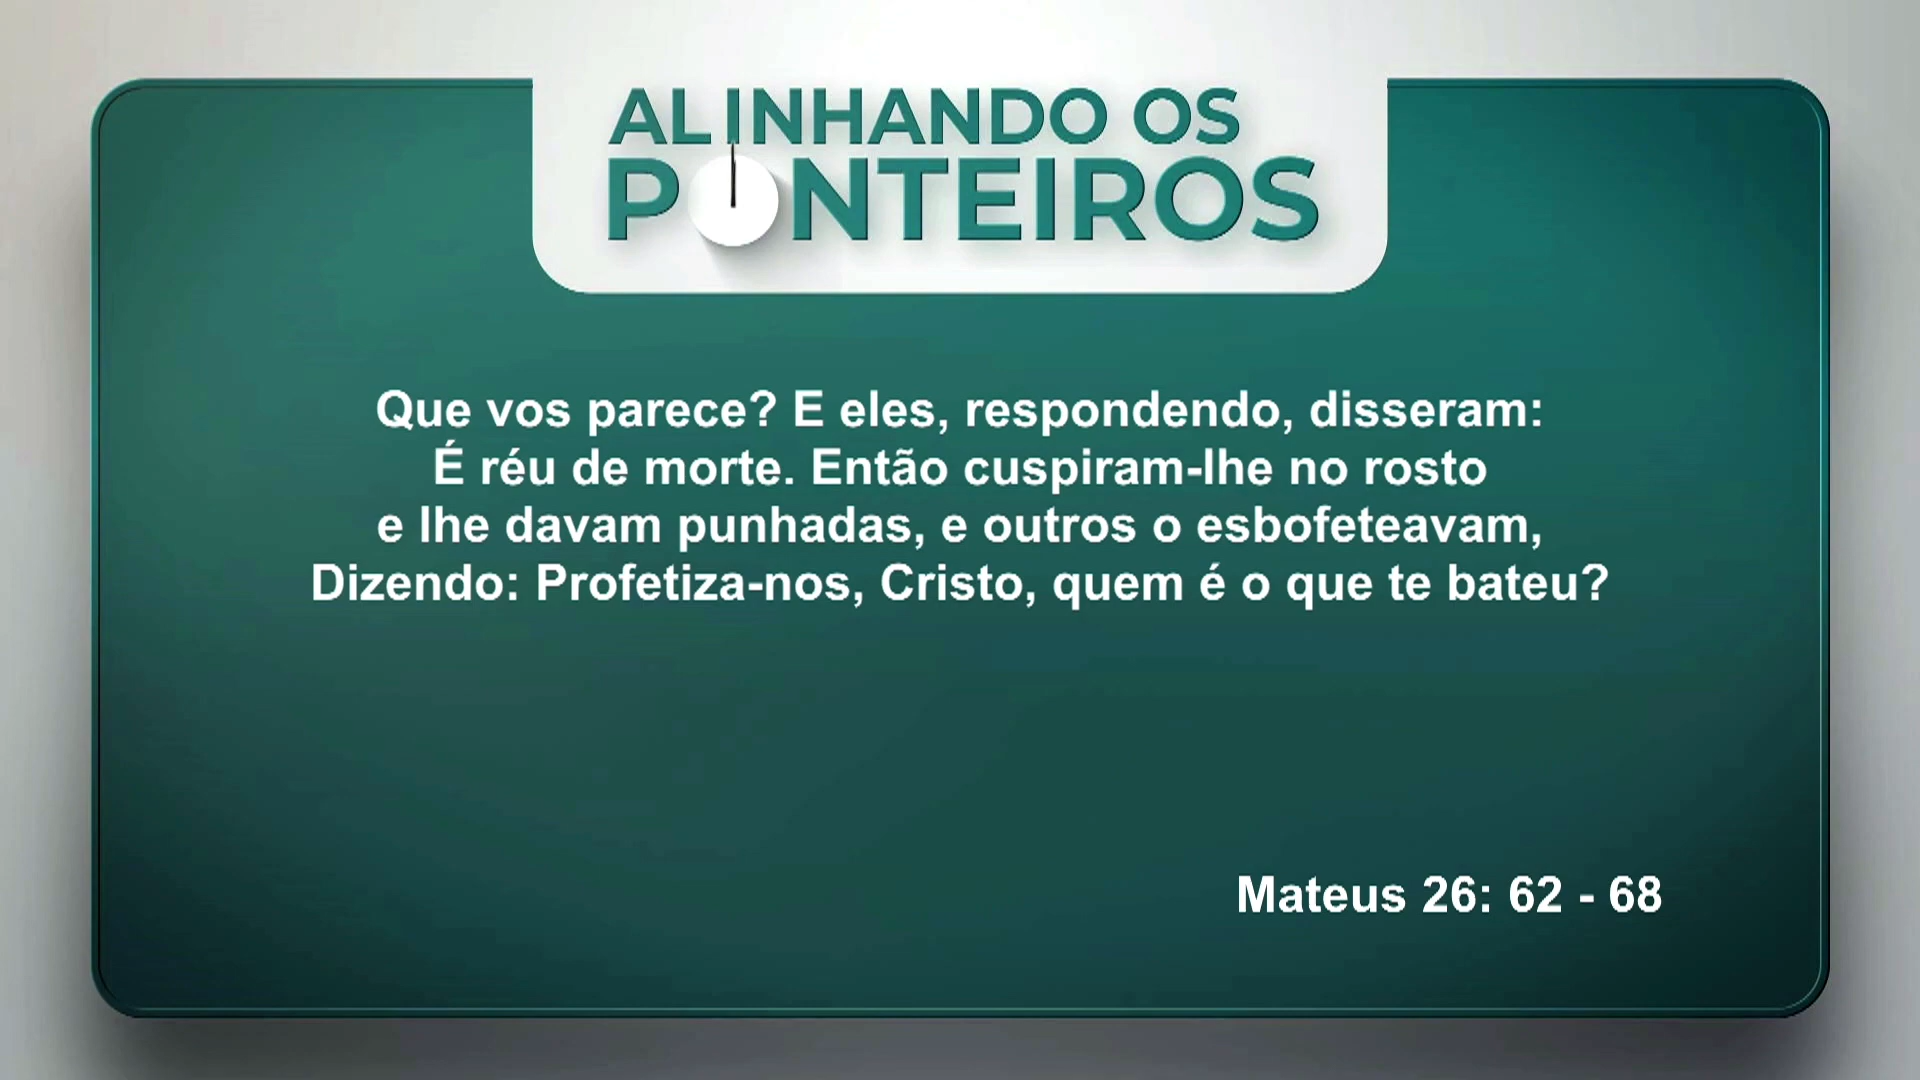 ALINHANDO OS
PONTEIROS
Que vos parece? E eles, respondendo, disseram:
É réu de morte. Então cuspiram-lhe no rosto
e lhe davam punhadas, e outros o esbofeteavam,
Dizendo: Profetiza-nos, Cristo, quem é o que te bateu?
Mateus 26: 62 - 68